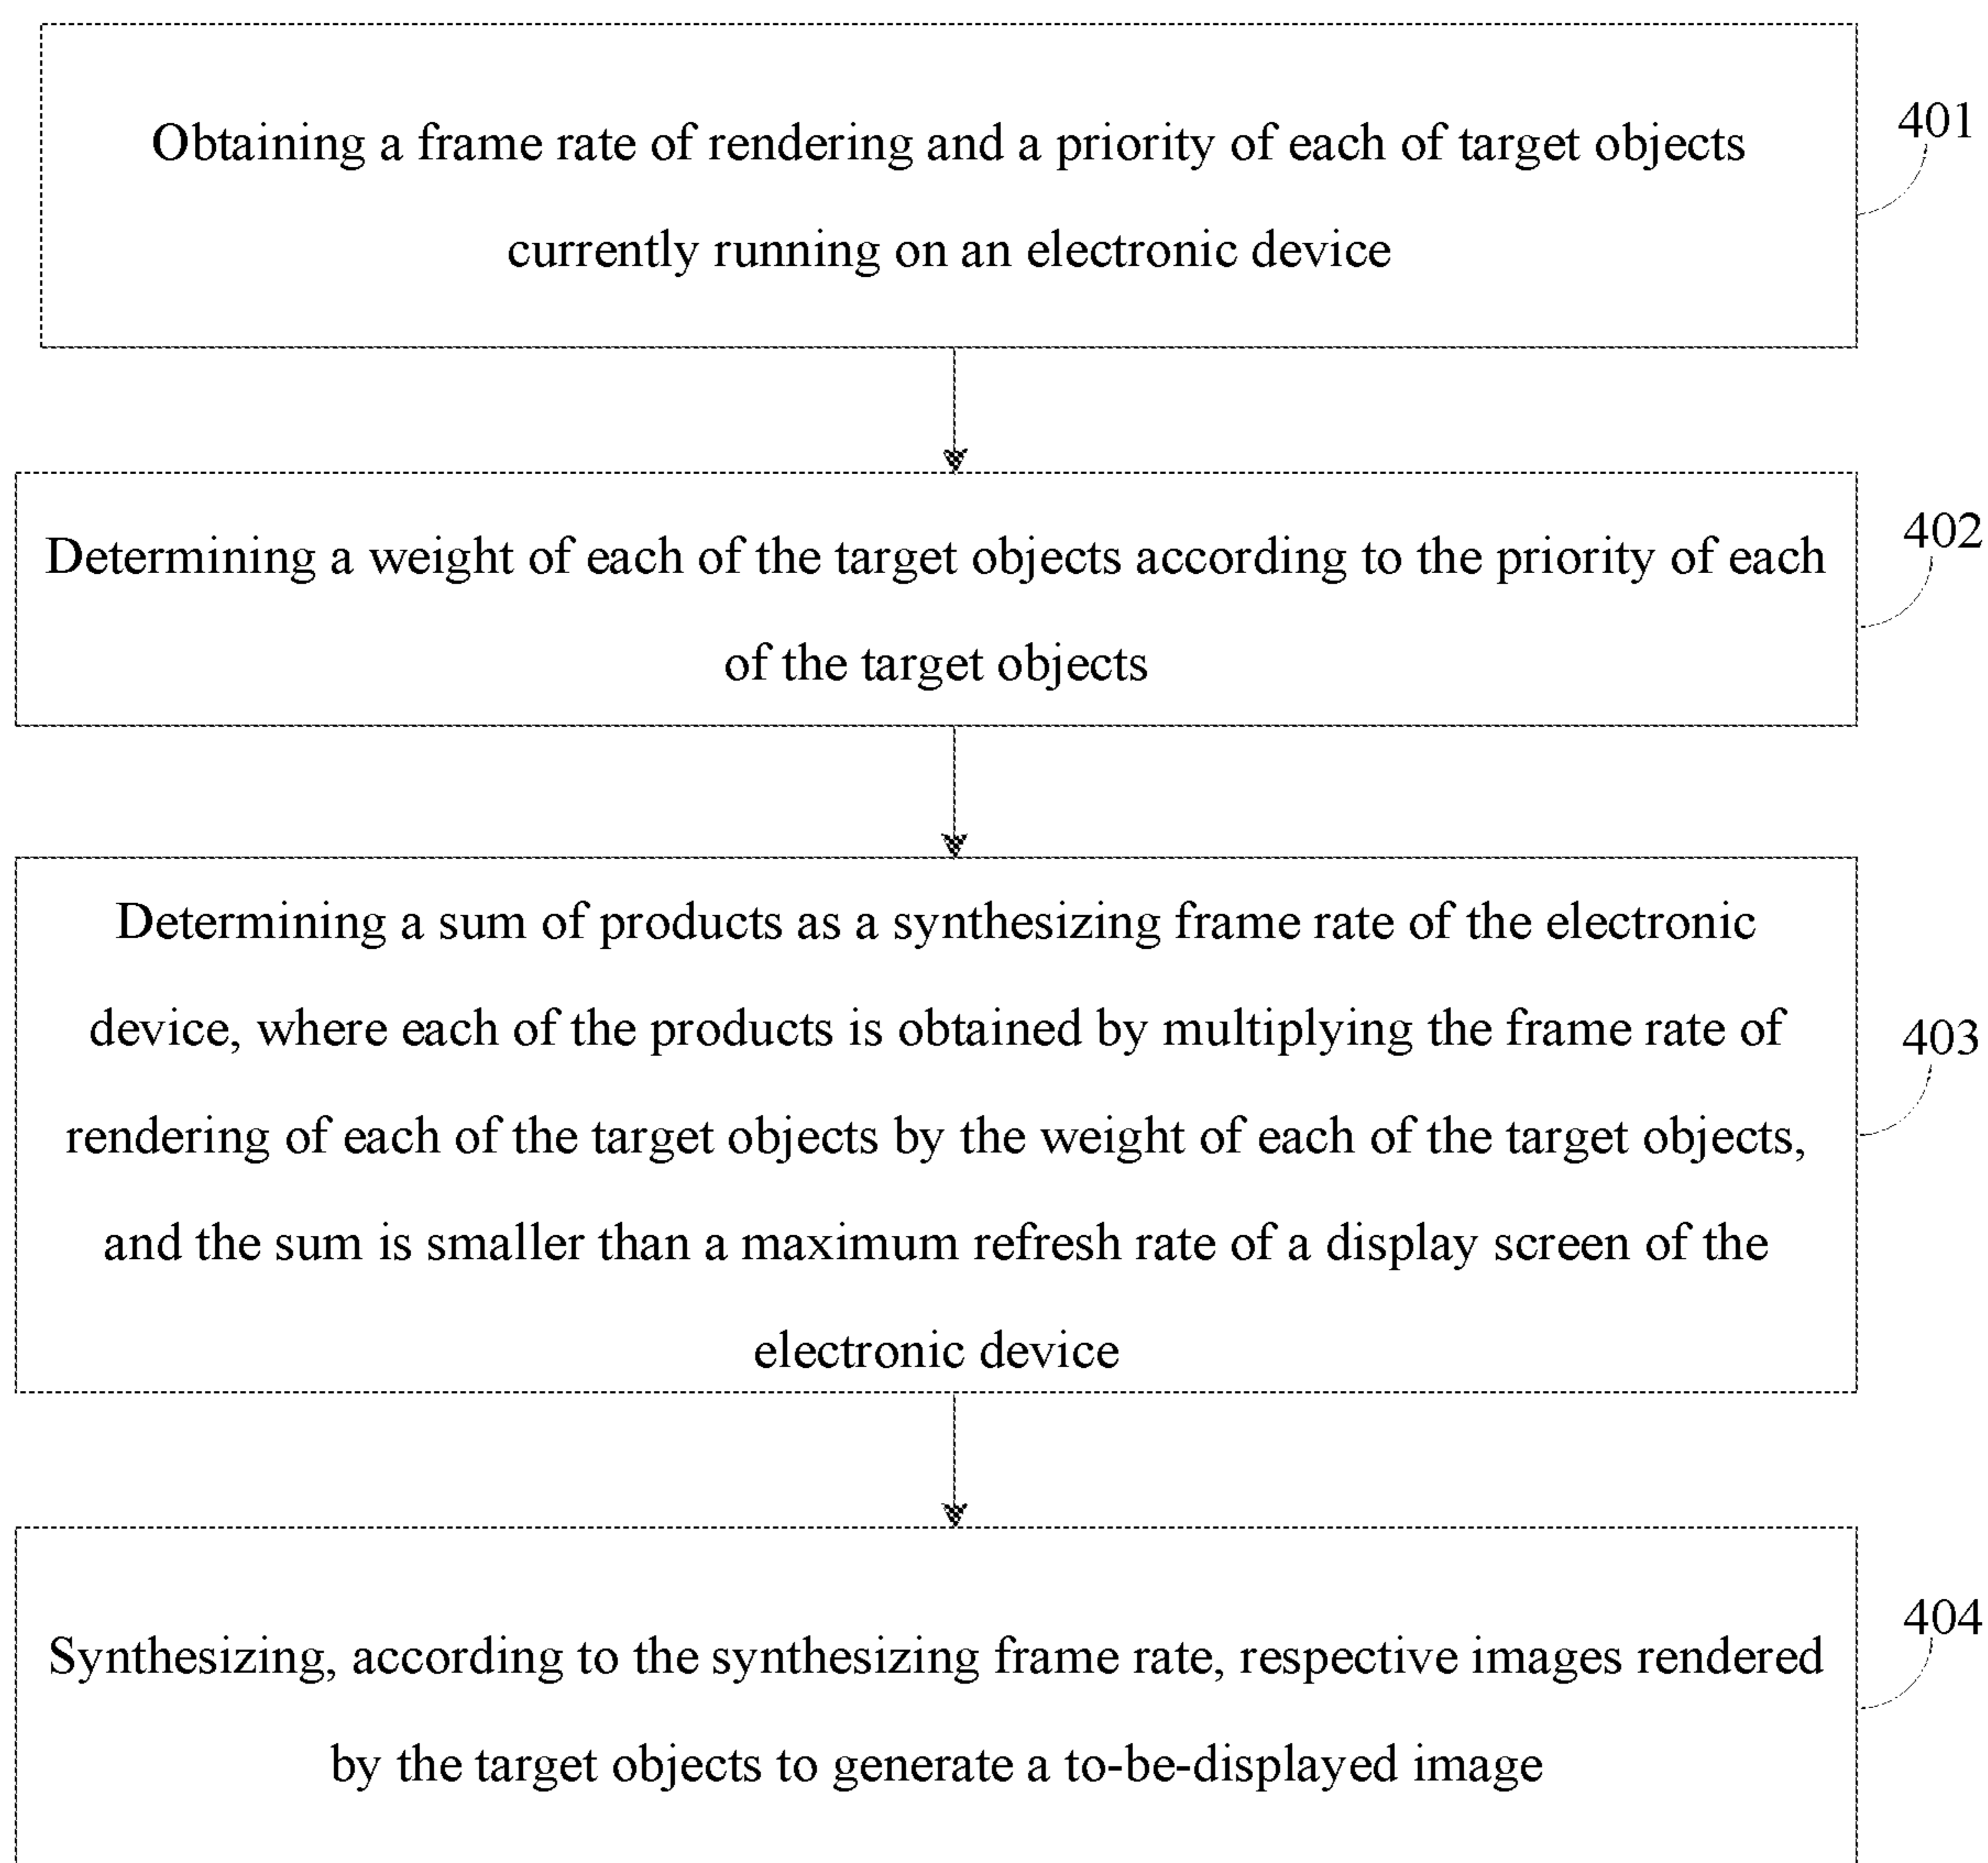 Obtaining a frame rate of rendering and a priority of each of target objects
currently running on an electronic device
401
Determining a weight of each of the target objects according to the priority of each
of the target objects
402
Determining a sum of products as a synthesizing frame rate of the electronic
device, where each of the products is obtained by multiplying the frame rate of
rendering of each of the target objects by the weight of each of the target objects,
and the sum is smaller than a maximum refresh rate of a display screen of the
electronic device
403
Synthesizing, according to the synthesizing frame rate, respective images rendered
by the target objects to generate a to-be-displayed image
404